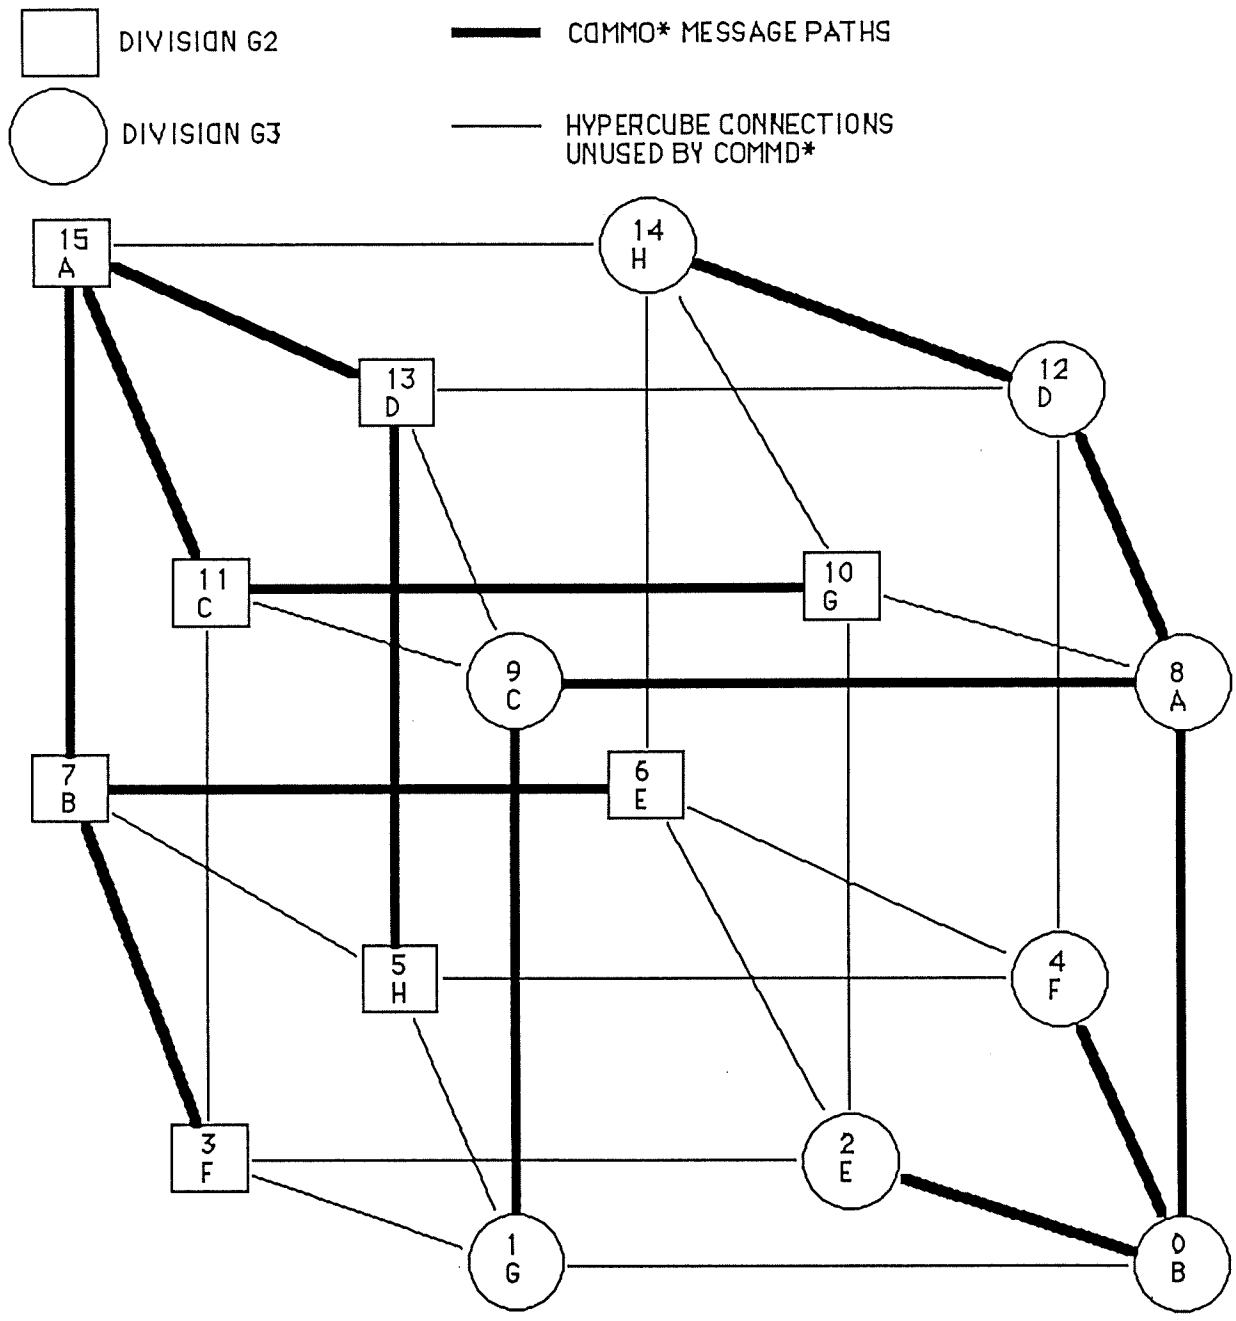 DIVISION G2
COMMO* MESSAGE PATHS
DIVISION G3
HYPERCUBE CONNECTIONS
UNUSED BY COMMD*
15
A
14
H
13
D
12
D
11
C
10
G
9
C
8
A
7
B
6
E
5
H
4
F
3
F
2
E
1
G
0
B